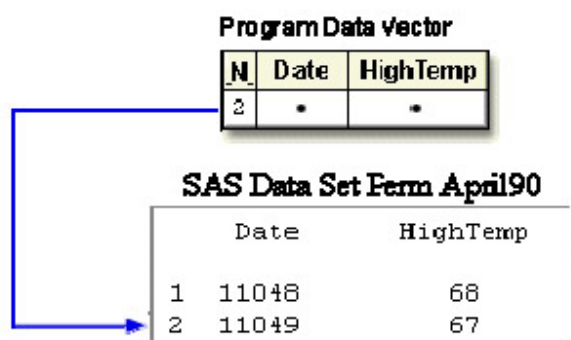 Program Data Vector
_N_ Date HighTemp
2 • •
SAS Data Set Perm April90
Date HighTemp
1 11048 68
2 11049 67